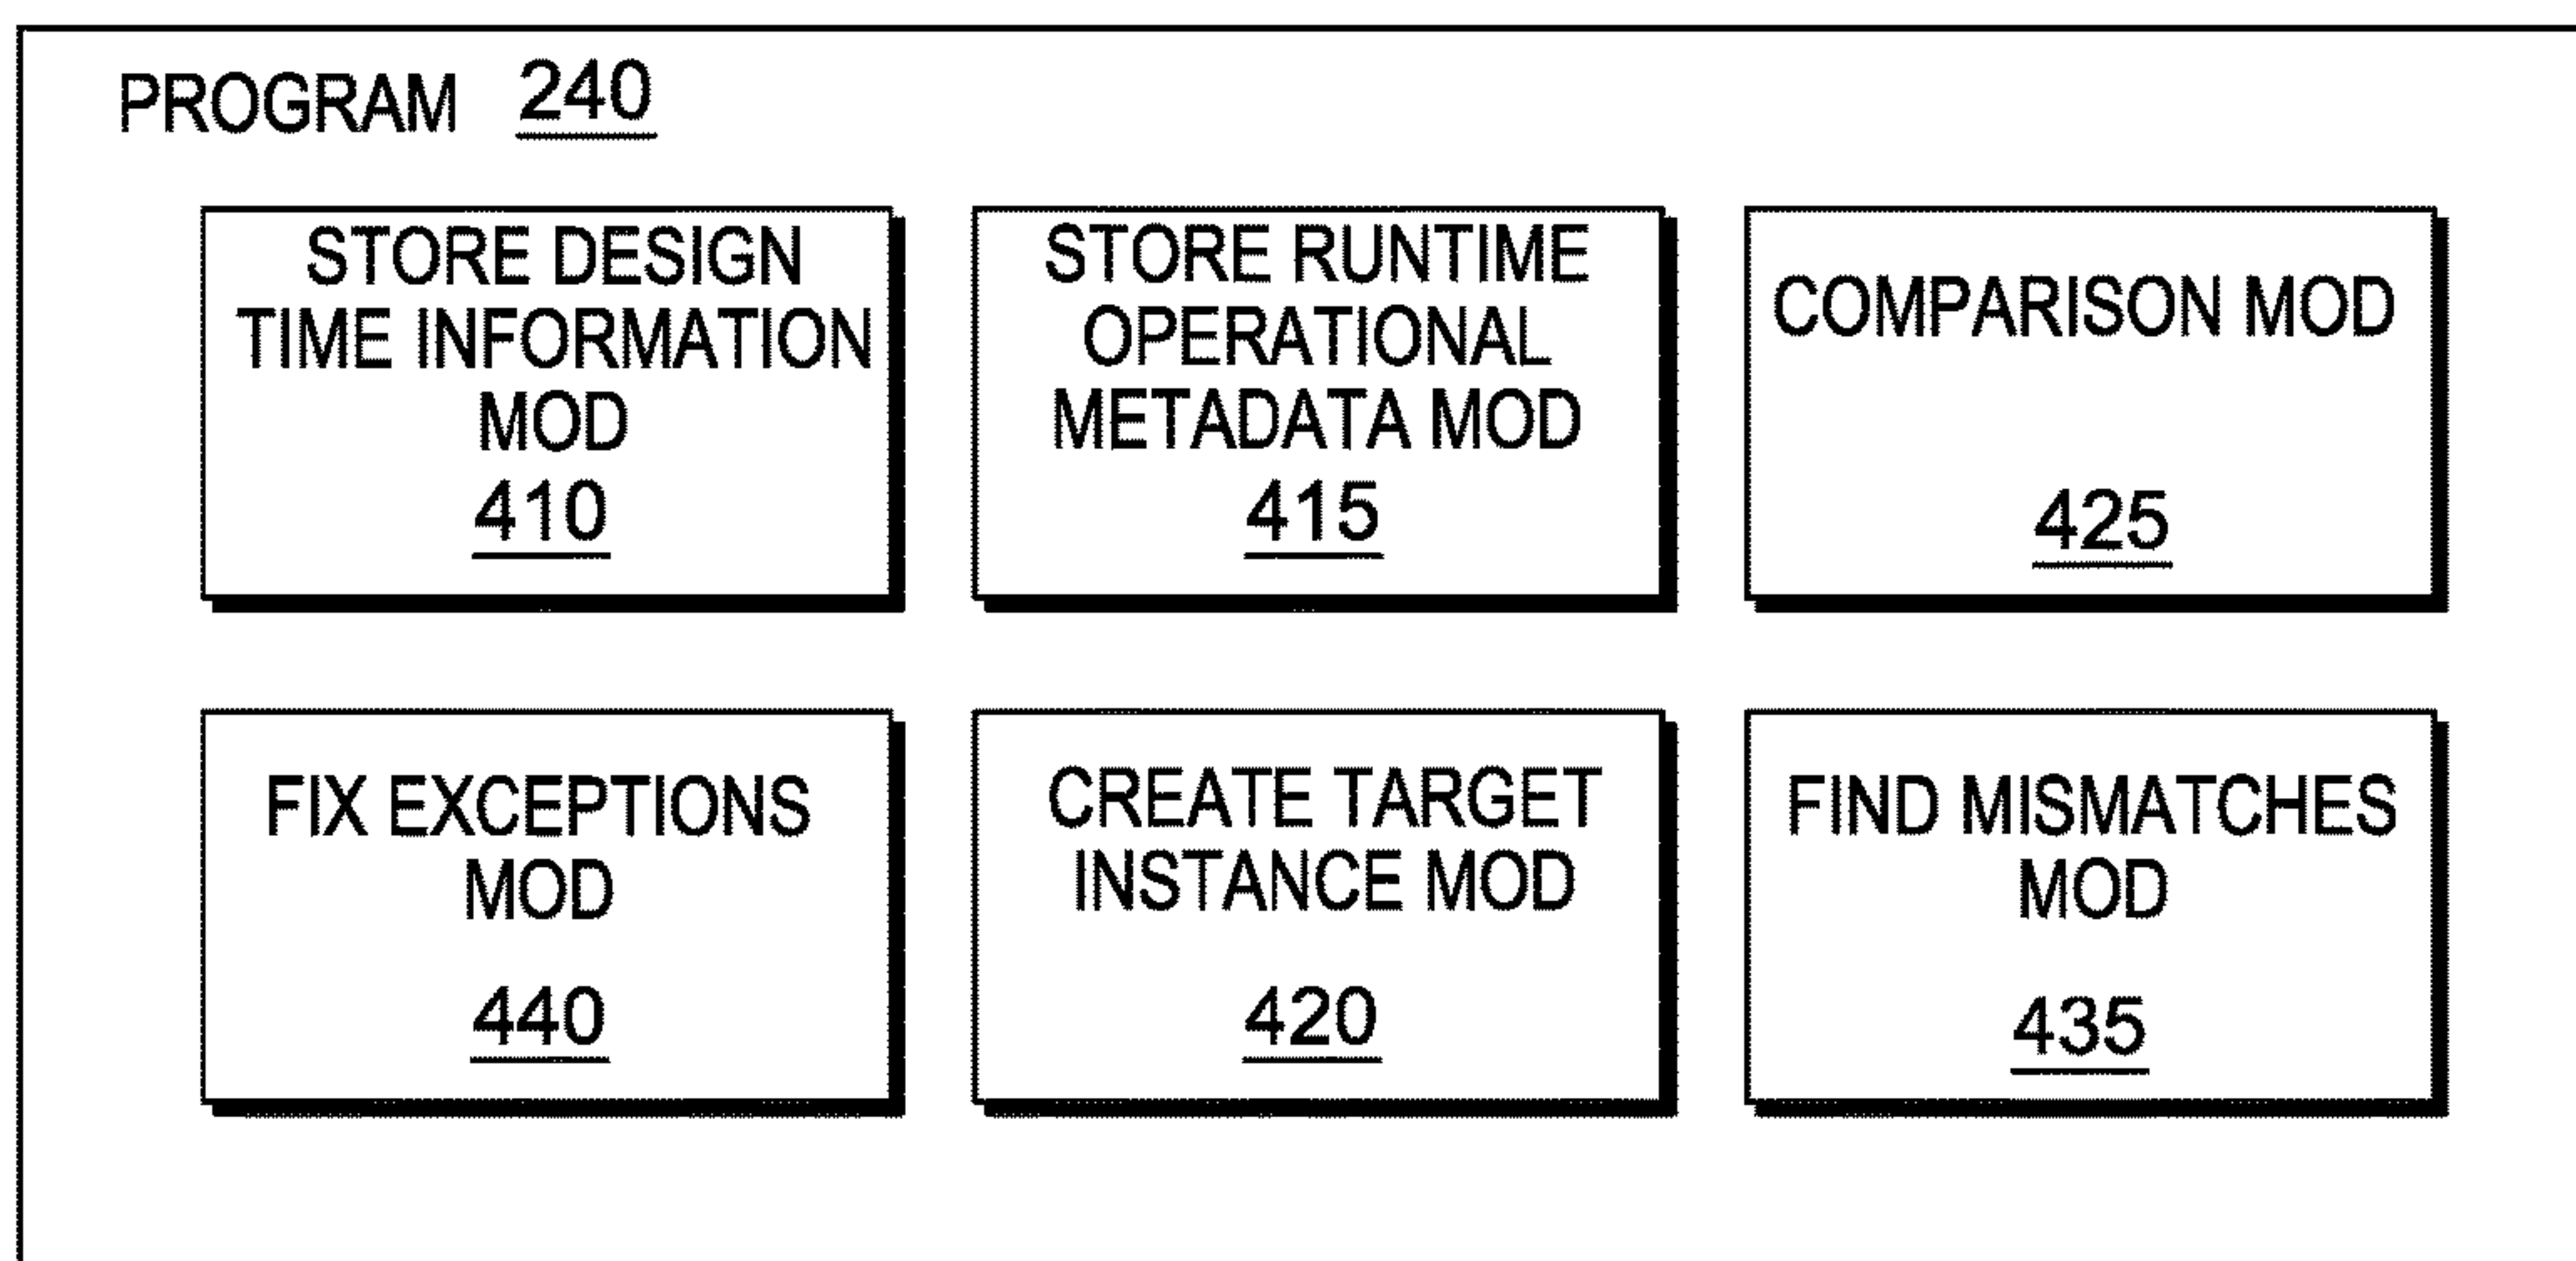 PROGRAM 240
STORE DESIGN
TIME INFORMATION
MOD
410
STORE RUNTIME
OPERATIONAL
METADATA MOD
415
COMPARISON MOD
425
FIX EXCEPTIONS
MOD
440
CREATE TARGET
INSTANCE MOD
420
FIND MISMATCHES
MOD
435